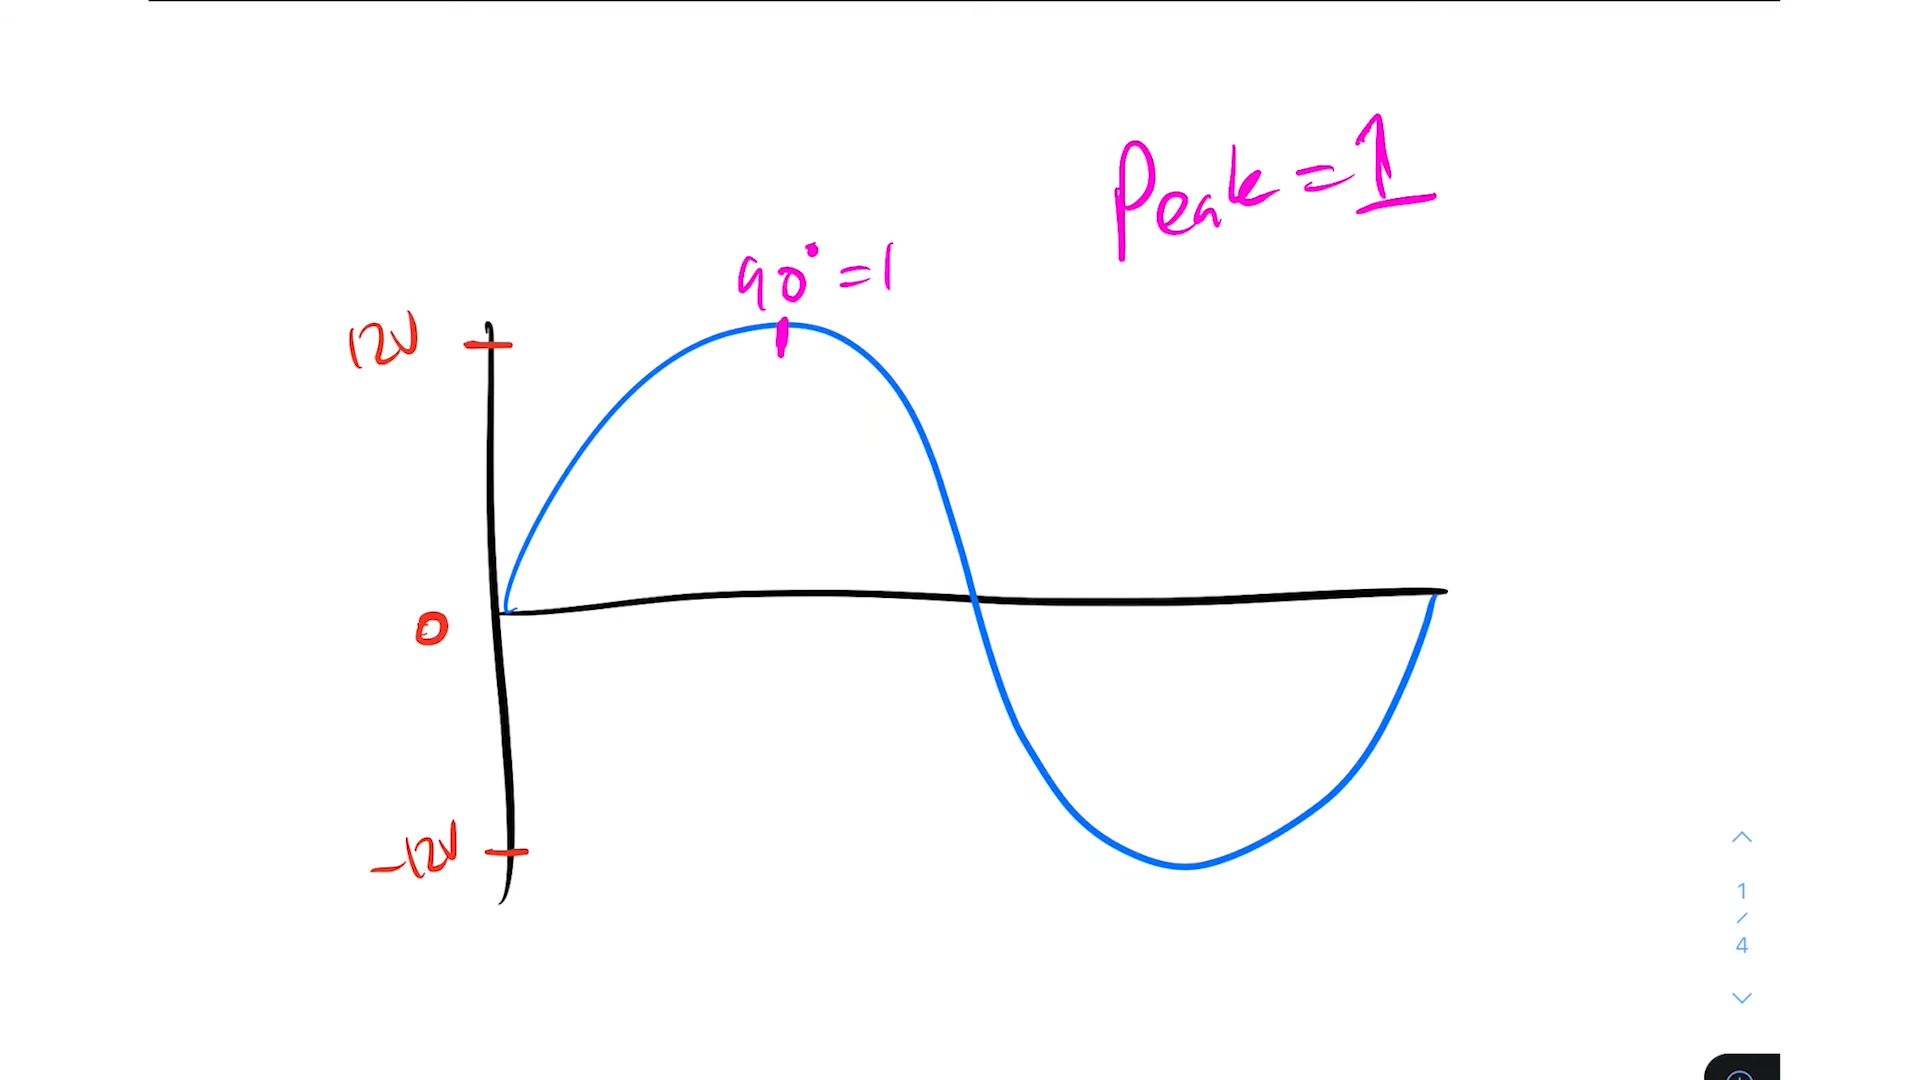 Peak = 1
90° = 1
12V
0
-12V
1
/
4